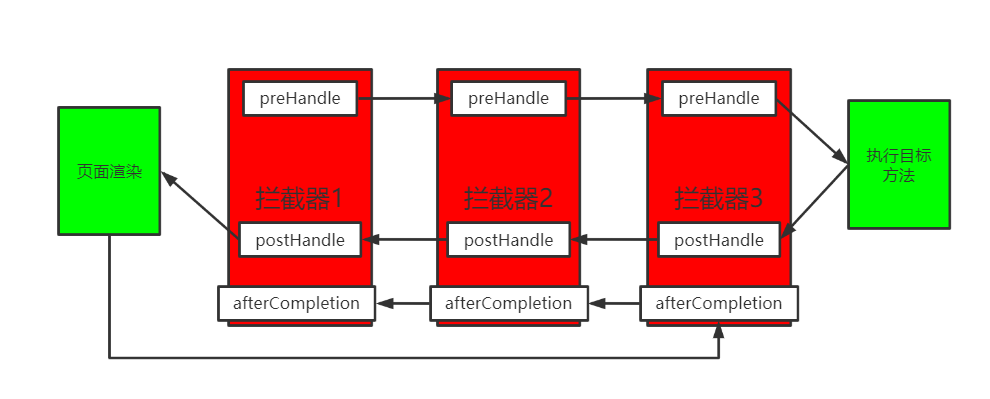 preHandle
preHandle
preHandle
页面渲染
执行目标
方法
拦截器1
拦截器2
拦截器3
postHandle
postHandle
postHandle
afterCompletion
afterCompletion
afterCompletion